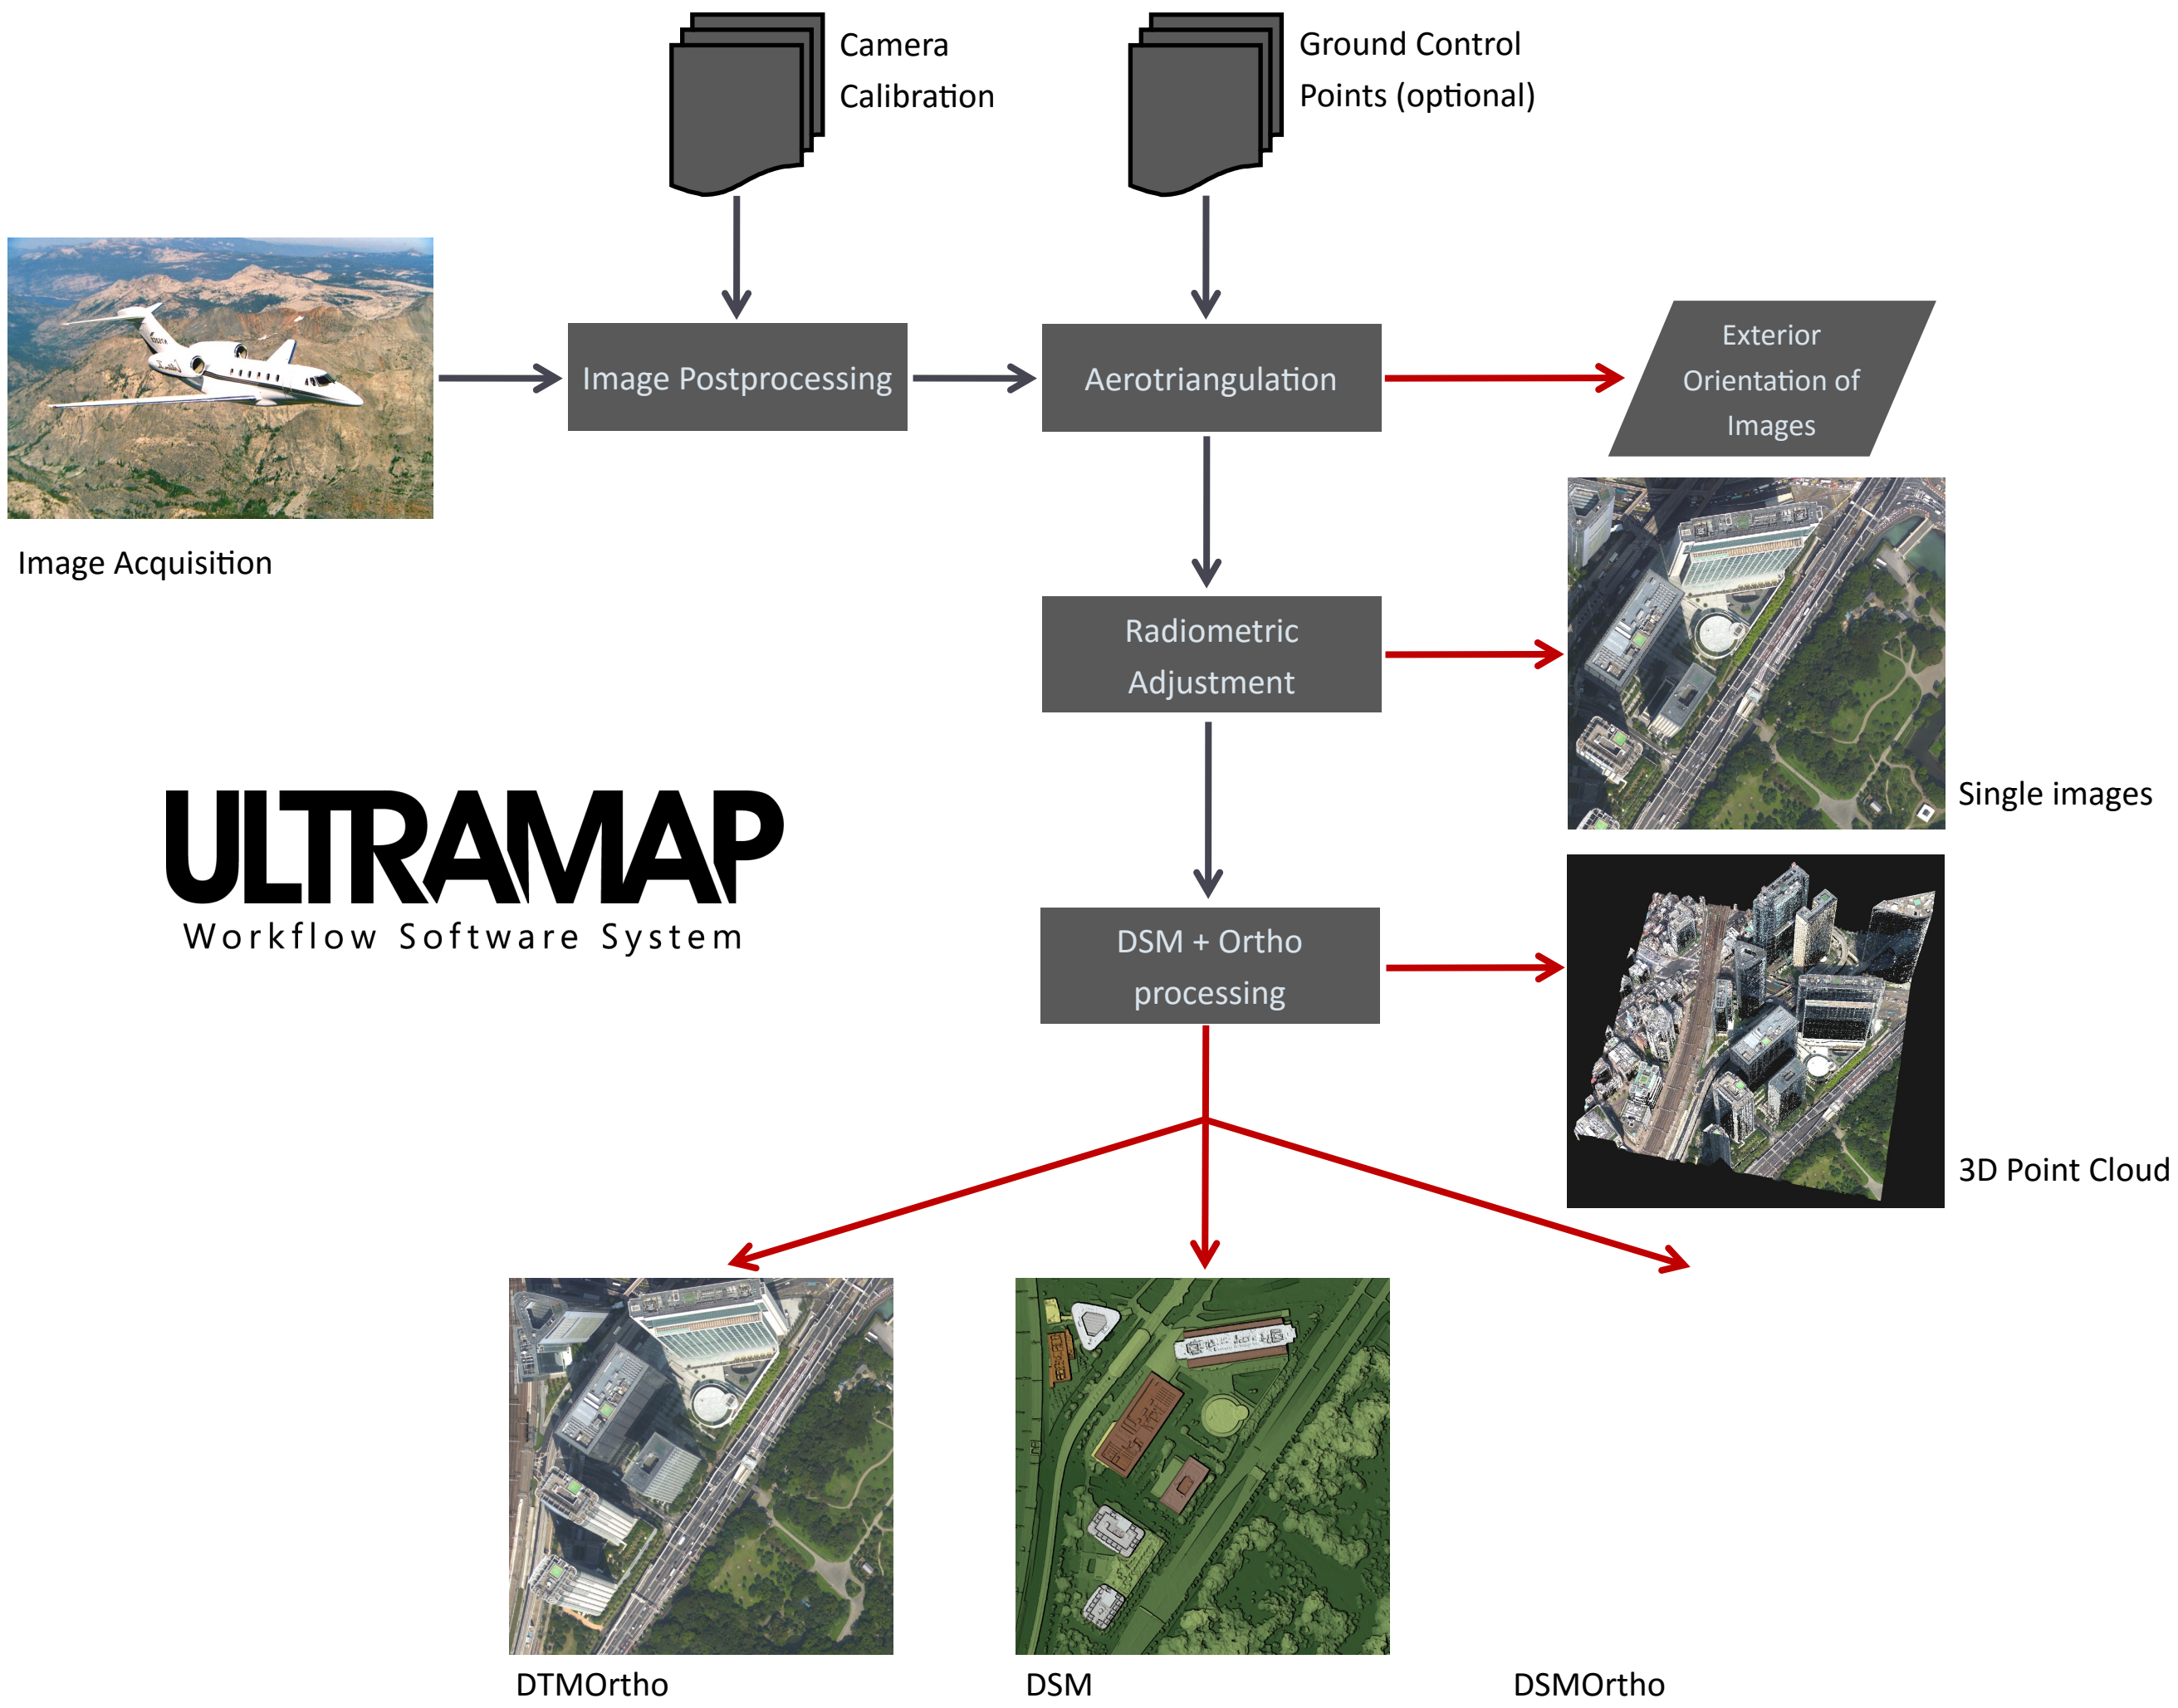 Camera
Calibration
Ground Control
Points (optional)
Image Postprocessing
Aerotriangulation
Exterior
Orientation of
Images
Image Acquisition
Radiometric
Adjustment
Single images
ULTRAMAP
Workflow Software System
DSM + Ortho
processing
3D Point Cloud
DTMOrtho
DSM
DSMOrtho